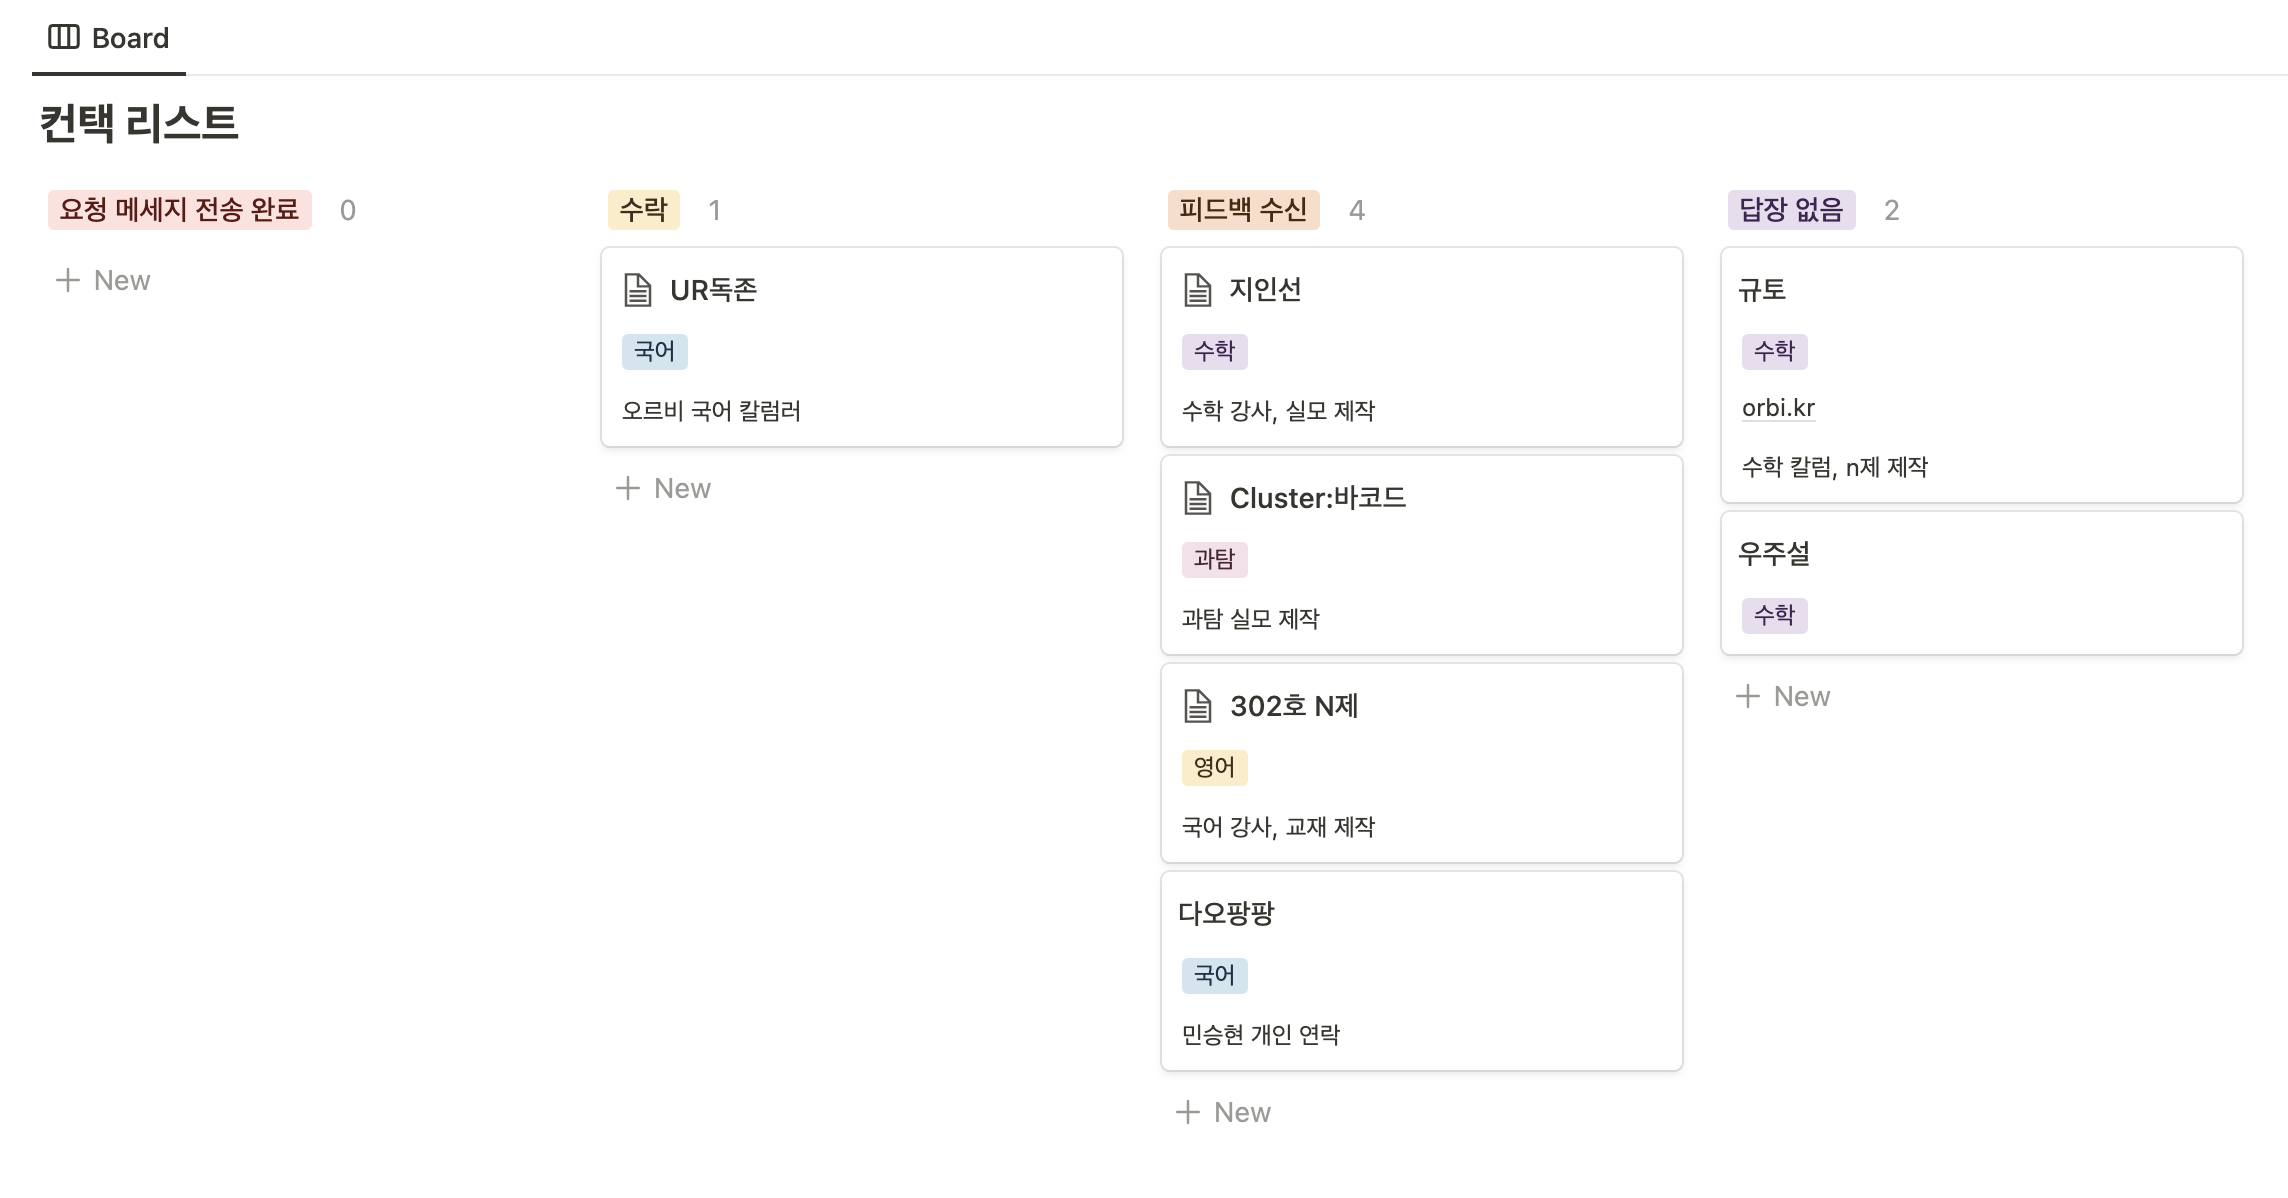 Board
컨택 리스트
요청 메세지 전송 완료 0
New
수락 1
UR독존
국어
오르비 국어 칼럼러
New
피드백 수신 4
지인선
수학
수학 강사, 실모 제작
Cluster:바코드
과탐
과탐 실모 제작
302호 N제
영어
국어 강사, 교재 제작
다오팡팡
국어
민승현 개인 연락
New
답장 없음 2
규토
수학
orbi.kr
수학 칼럼, n제 제작
우주설
수학
New